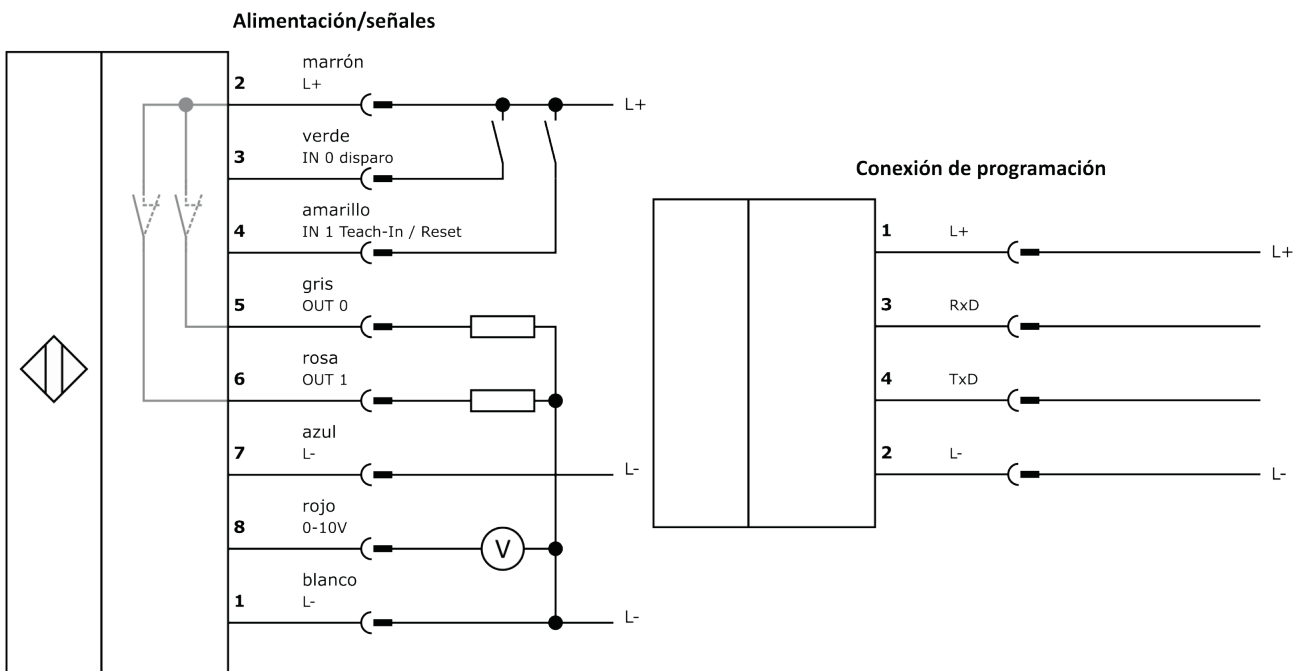 Alimentación/señales
marrón
2 L+
L+
verde
3 IN 0 disparo
amarillo
4 IN 1 Teach-In / Reset
gris
5 OUT 0
rosa
6 OUT 1
azul
7 L-
L-
rojo
8 0-10V
V
blanco
1 L-
L-
Conexión de programación
1 L+
L+
3 RxD
4 TxD
2 L-
L-